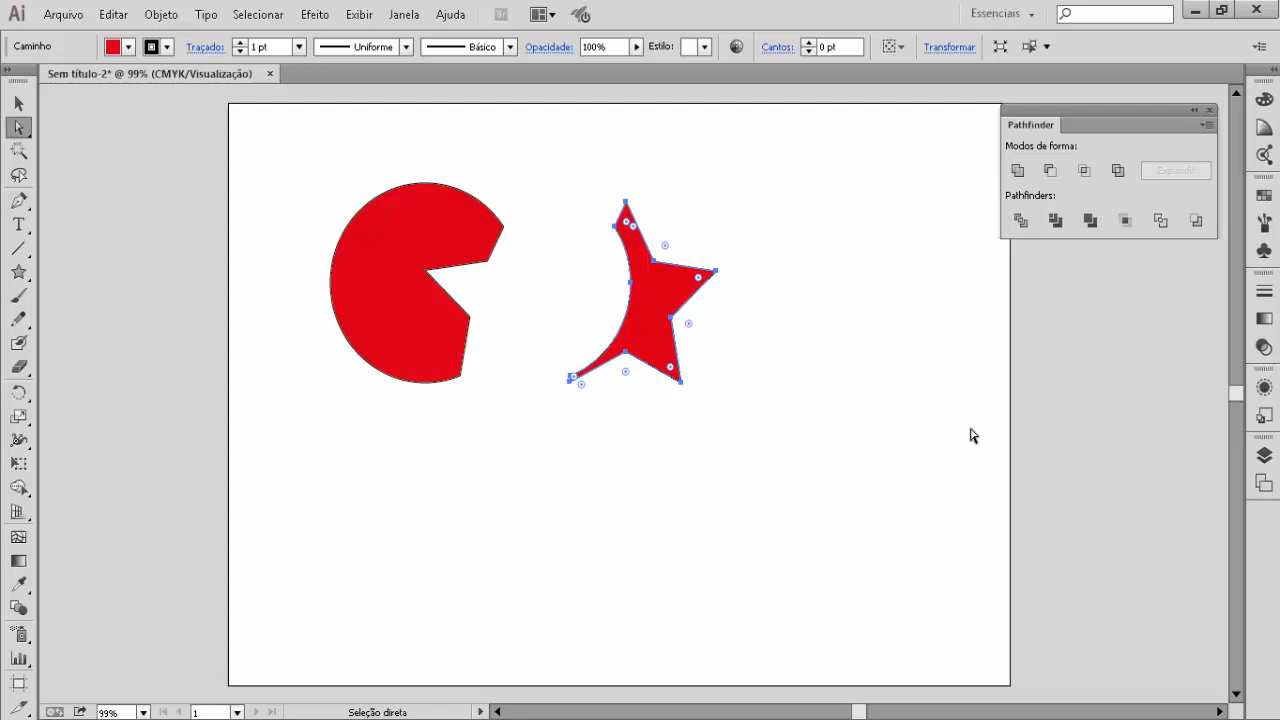 Ai Arquivo Editar Objeto Tipo Selecionar Efeito Exibir Janela Ajuda Br Essenciais
Caminho Traçado: 1 pt Uniforme Básico Opacidade: 100% Estilo: Cantos: 0 pt Transformar
Sem título-2* @ 99% (CMYK/Visualização)
Pathfinder
Modos de forma:
Expandir
Pathfinders:
99% 1 Seleção direta